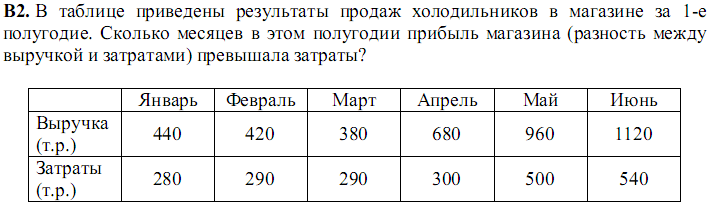 В2. В таблице приведены результаты продаж холодильников в магазине за 1-е
полугодие. Сколько месяцев в этом полугодии прибыль магазина (разность между
выручкой и затратами) превышала затраты?
Январь Февраль Март Апрель Май Июнь
Выручка (т.р.) 440 420 380 680 960 1120
Затраты (т.р.) 280 290 290 300 500 540